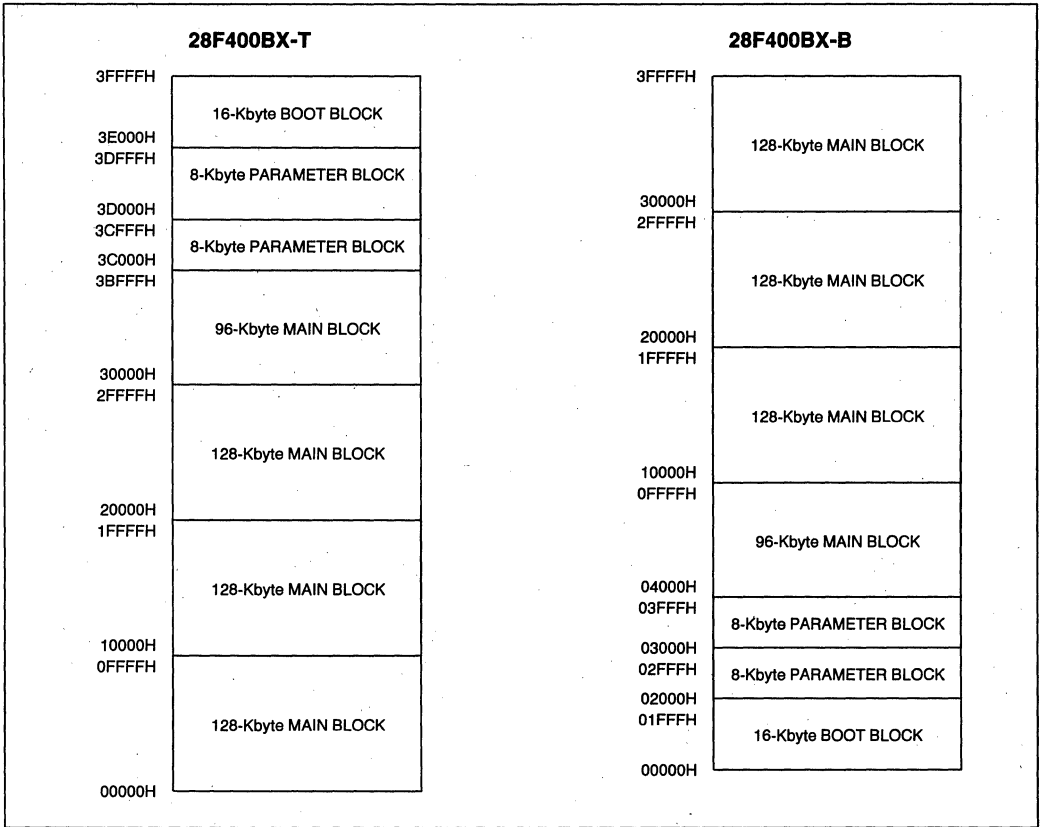 28F400BX-T
3FFFFH
16-Kbyte BOOT BLOCK
3E000H
3DFFFH
8-Kbyte PARAMETER BLOCK
3D000H
3CFFFH
8-Kbyte PARAMETER BLOCK
3C000H
3BFFFH
96-Kbyte MAIN BLOCK
30000H
2FFFFH
128-Kbyte MAIN BLOCK
20000H
1FFFFH
128-Kbyte MAIN BLOCK
10000H
0FFFFH
128-Kbyte MAIN BLOCK
00000H
28F400BX-B
3FFFFH
128-Kbyte MAIN BLOCK
30000H
2FFFFH
128-Kbyte MAIN BLOCK
20000H
1FFFFH
128-Kbyte MAIN BLOCK
10000H
0FFFFH
96-Kbyte MAIN BLOCK
04000H
03FFFH
8-Kbyte PARAMETER BLOCK
03000H
02FFFH
8-Kbyte PARAMETER BLOCK
02000H
01FFFH
16-Kbyte BOOT BLOCK
00000H